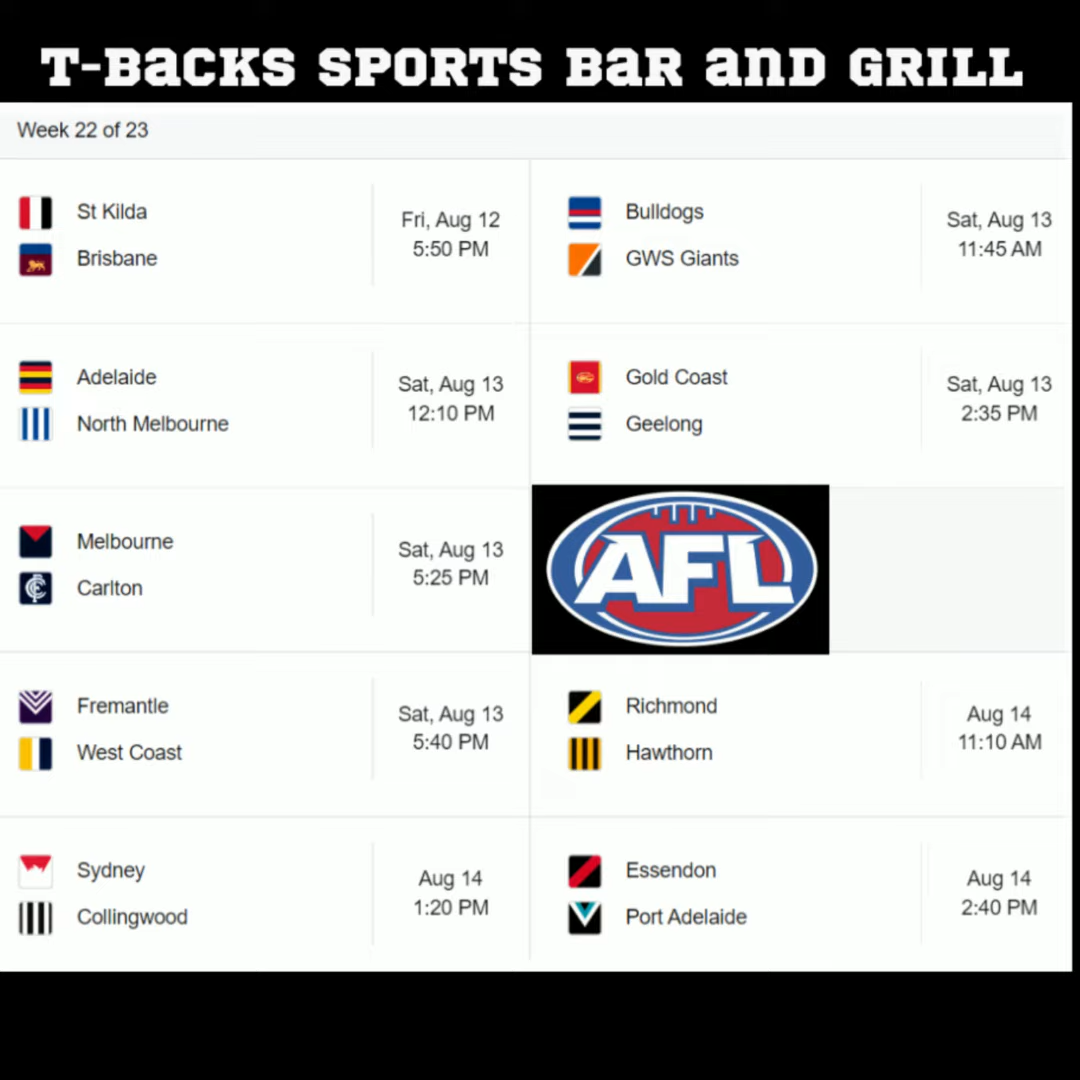 T-BACKS SPORTS BAR AND GRILL
Week 22 of 23
St Kilda
Brisbane
Fri, Aug 12
5:50 PM
Bulldogs
GWS Giants
Sat, Aug 13
11:45 AM
Adelaide
North Melbourne
Sat, Aug 13
12:10 PM
Gold Coast
Geelong
Sat, Aug 13
2:35 PM
Melbourne
Carlton
Sat, Aug 13
5:25 PM
AFL
Fremantle
West Coast
Sat, Aug 13
5:40 PM
Richmond
Hawthorn
Aug 14
11:10 AM
Sydney
Collingwood
Aug 14
1:20 PM
Essendon
Port Adelaide
Aug 14
2:40 PM